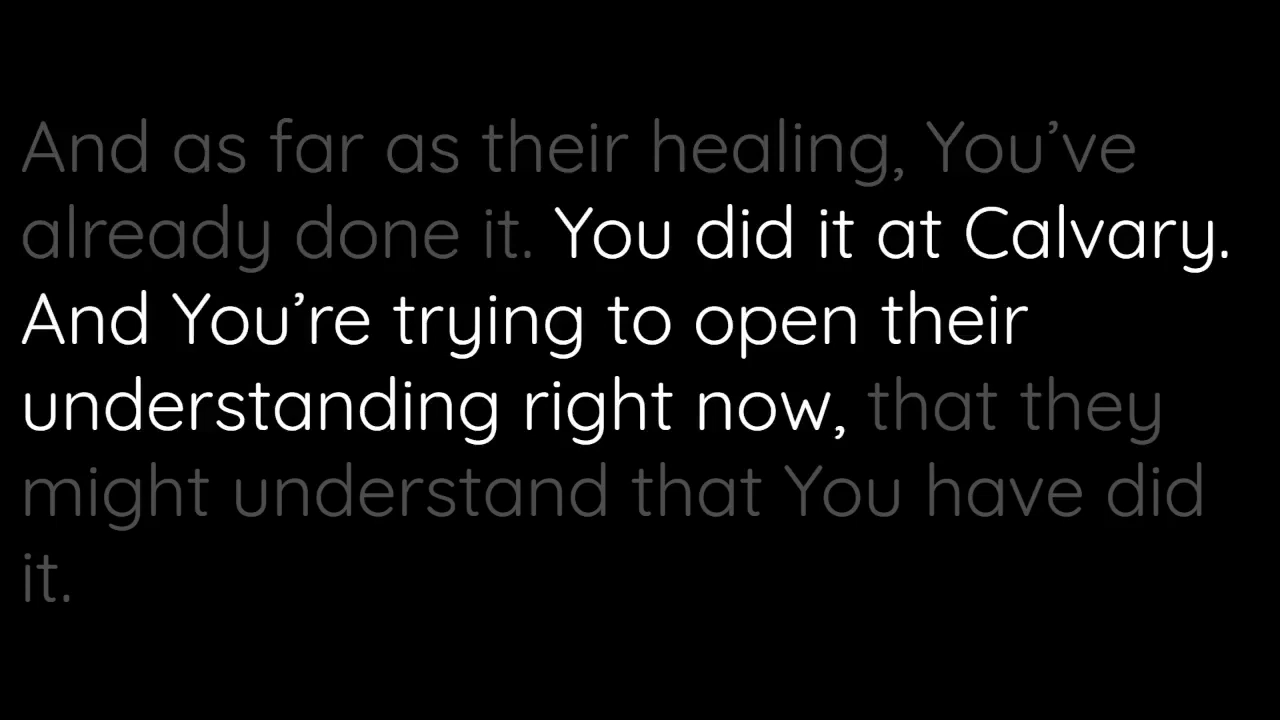 And as far as their healing, You’ve
already done it. You did it at Calvary.
And You’re trying to open their
understanding right now, that they
might understand that You have did
it.